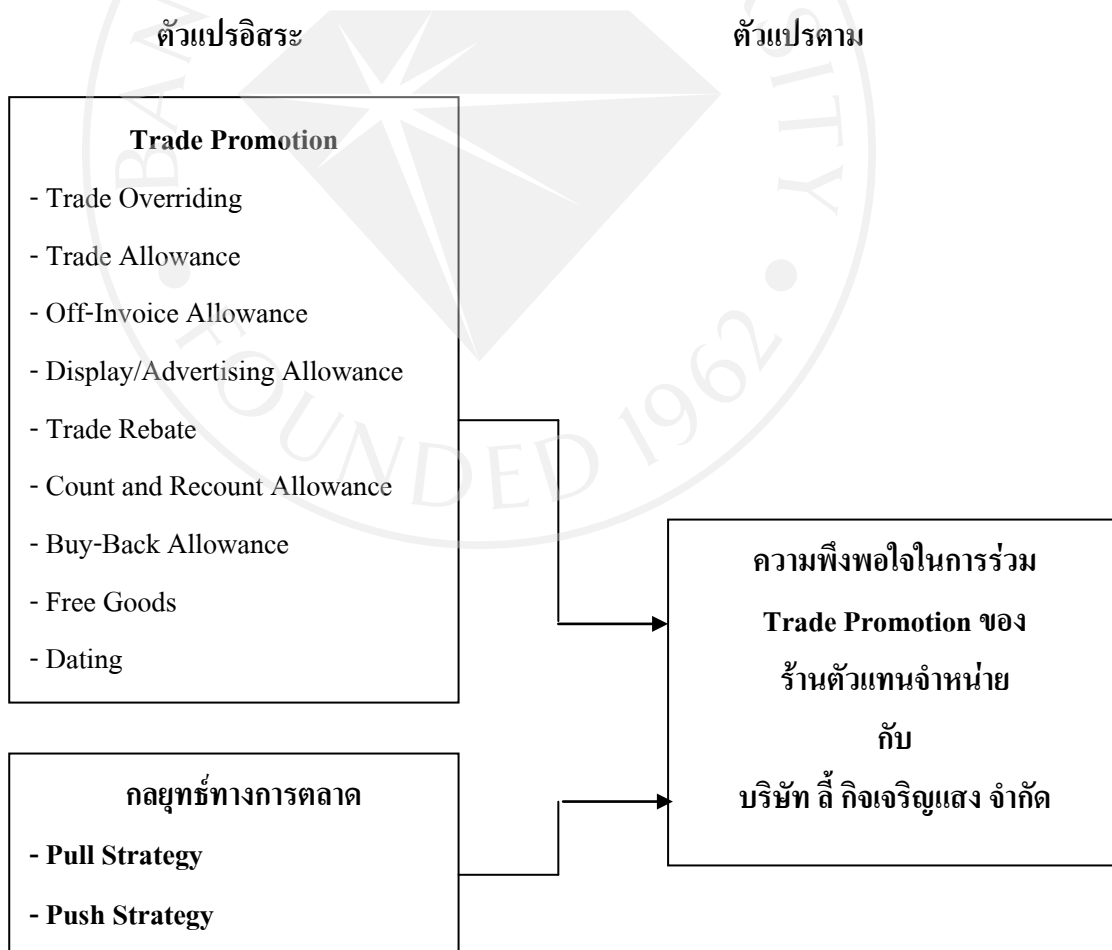 ตัวแปรอิสระ
ตัวแปรตาม
Trade Promotion
- Trade Overriding
- Trade Allowance
- Off-Invoice Allowance
- Display/Advertising Allowance
- Trade Rebate
- Count and Recount Allowance
- Buy-Back Allowance
- Free Goods
- Dating
ความพึงพอใจในการร่วม
Trade Promotion ของ
ร้านตัวแทนจำหน่าย
กับ
บริษัท ลี้ กิจเจริญแสง จำกัด
กลยุทธ์ทางการตลาด
- Pull Strategy
- Push Strategy
FOUNDED 1962